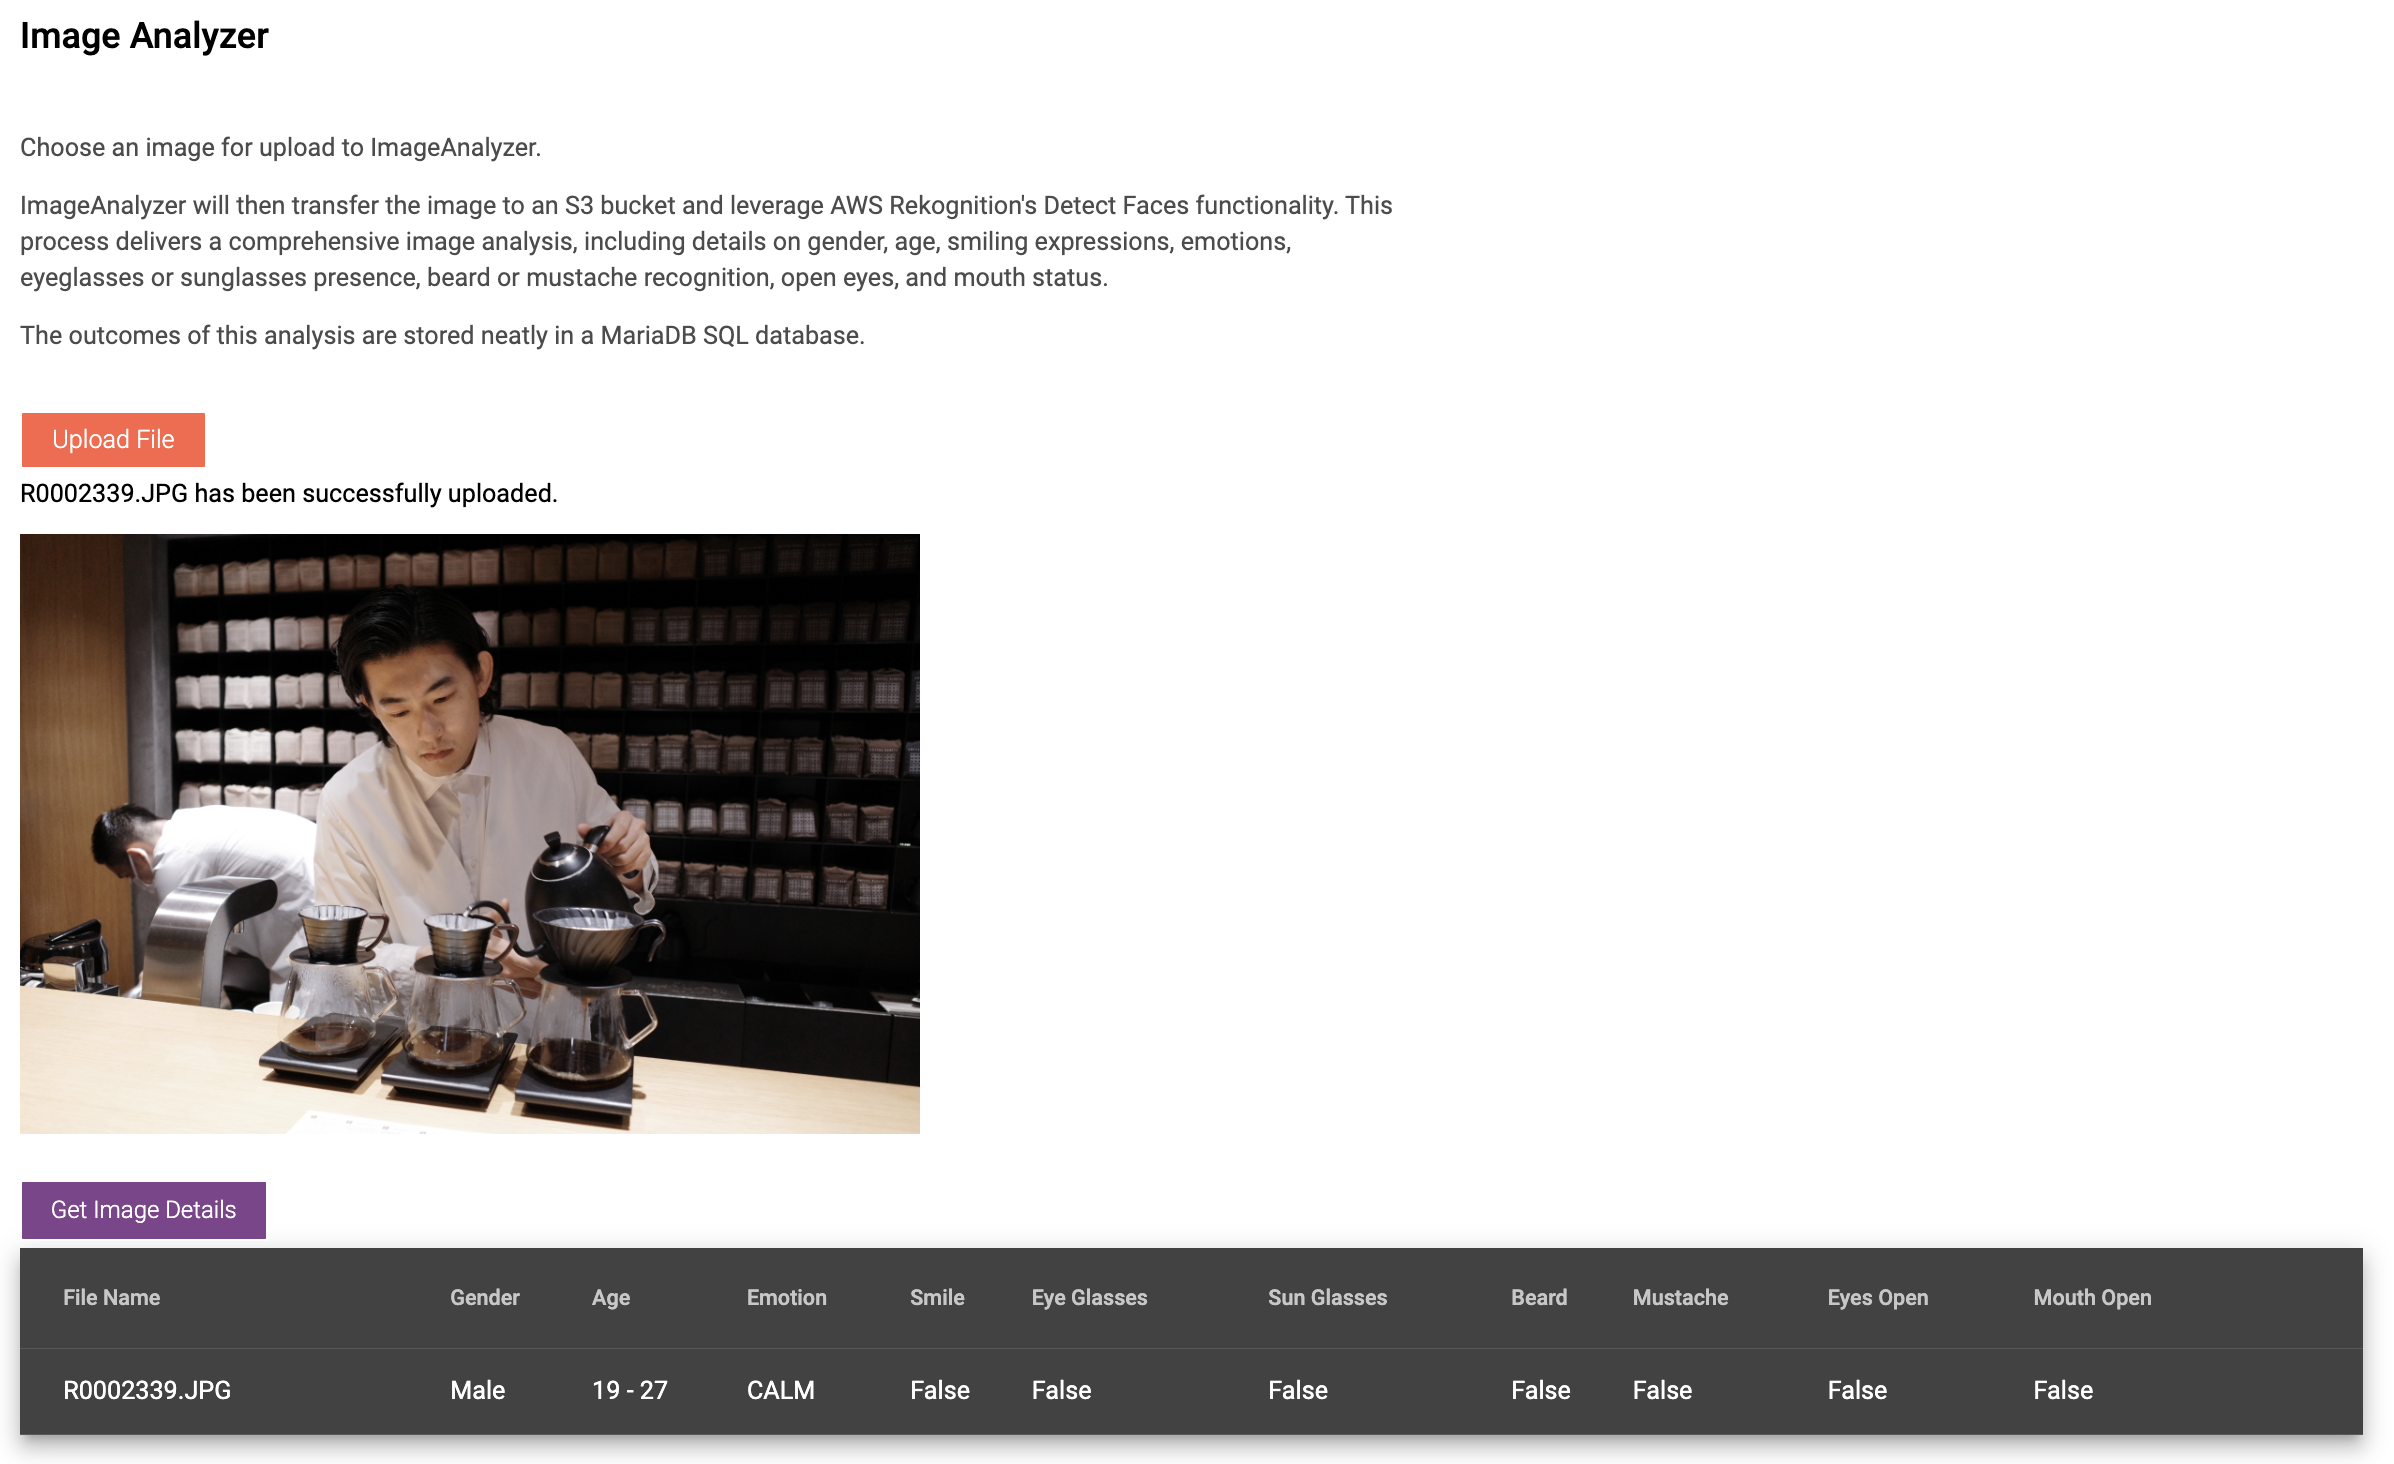 Image Analyzer
Choose an image for upload to ImageAnalyzer.
ImageAnalyzer will then transfer the image to an S3 bucket and leverage AWS Rekognition's Detect Faces functionality. This
process delivers a comprehensive image analysis, including details on gender, age, smiling expressions, emotions,
eyeglasses or sunglasses presence, beard or mustache recognition, open eyes, and mouth status.
The outcomes of this analysis are stored neatly in a MariaDB SQL database.
Upload File
R0002339.JPG has been successfully uploaded.
Get Image Details
File Name Gender Age Emotion Smile Eye Glasses Sun Glasses Beard Mustache Eyes Open Mouth Open
R0002339.JPG Male 19 - 27 CALM False False False False False False False